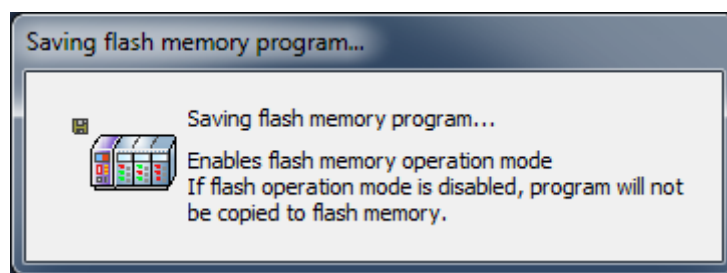 Saving flash memory program...
Saving flash memory program...
Enables flash memory operation mode
If flash operation mode is disabled, program will not
be copied to flash memory.